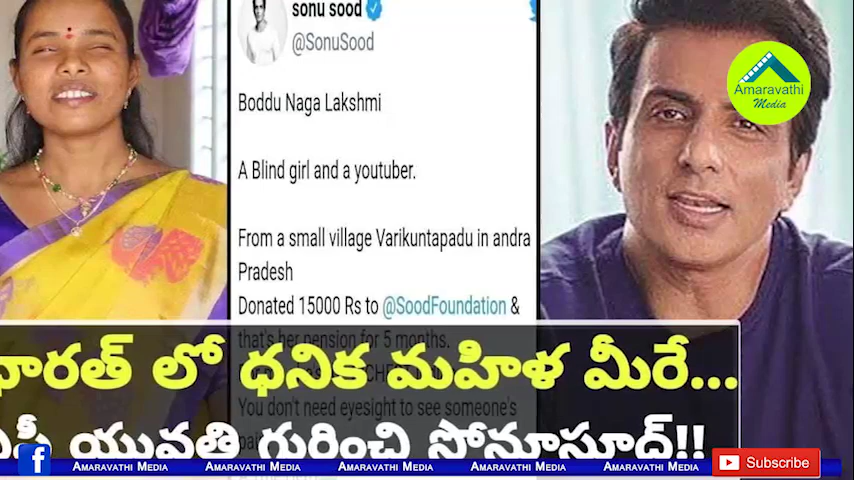 sonu sood
@SonuSood
Amaravathi
Media
Boddu Naga Lakshmi
A Blind girl and a youtuber.
From a small village Varikuntapadu in andra
Pradesh
Donated 15000 Rs to @SoodFoundation &
that's her pension for 5 months.
You don't need eyesight to see someone's
భారత్ లో ధనిక మహిళ మీరే...
యువతి గురించి సోనూసూద్!!
AMARAVATHI MEDIA AMARAVATHI MEDIA AMARAVATHI MEDIA AMARAVATHI MEDIA AMARAVATHI MEDIA
Subscribe